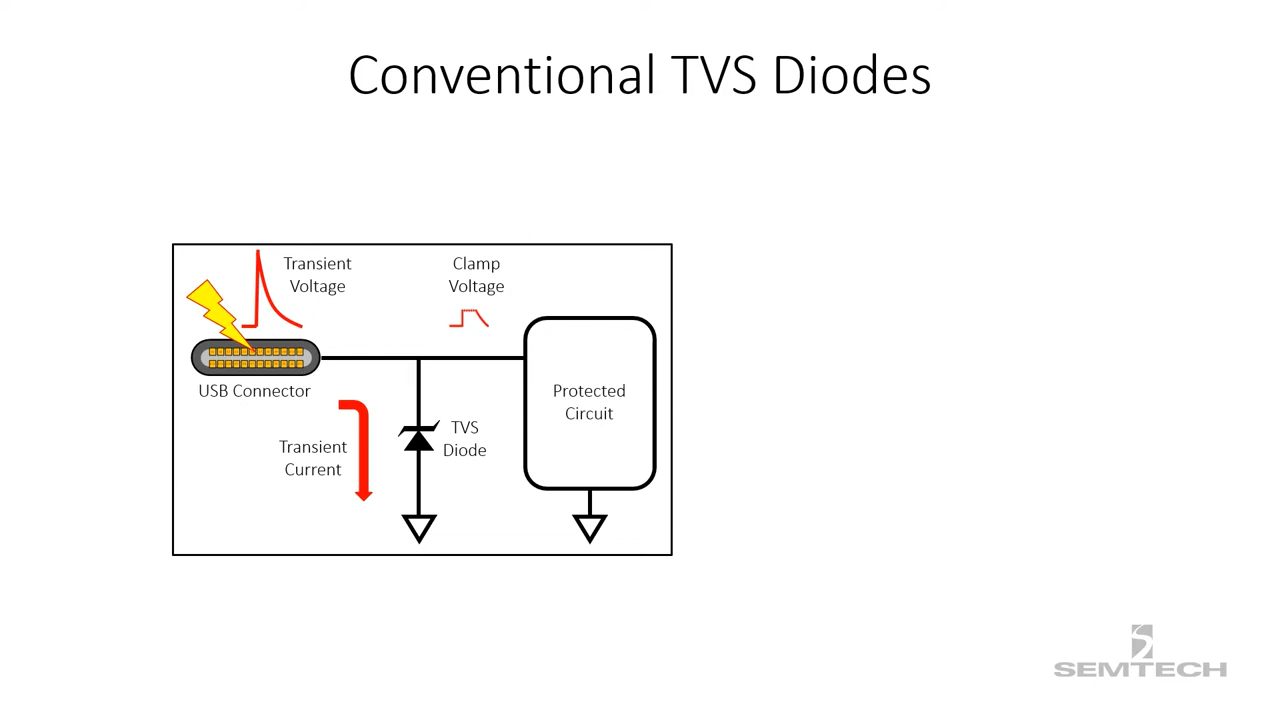 Conventional TVS Diodes
Transient
Voltage
Clamp
Voltage
USB Connector
Protected
Circuit
TVS
Diode
Transient
Current
SEMTECH